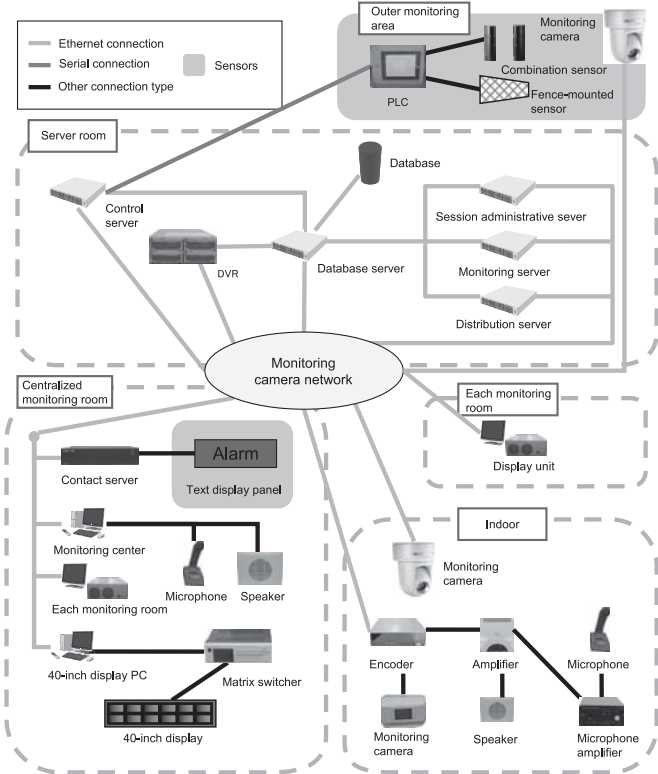 Ethernet connection
Serial connection
Other connection type
Sensors
Outer monitoring
area
Monitoring
camera
Combination sensor
PLC
Fence-mounted
sensor
Server room
Control
server
Database
DVR
Database server
Session administrative sever
Monitoring server
Distribution server
Monitoring
camera network
Centralized
monitoring room
Contact server
Alarm
Text display panel
Monitoring center
Each monitoring room
Microphone
Speaker
40-inch display PC
Matrix switcher
40-inch display
Each monitoring
room
Display unit
Indoor
Monitoring
camera
Encoder
Amplifier
Microphone
Monitoring
camera
Speaker
Microphone
amplifier